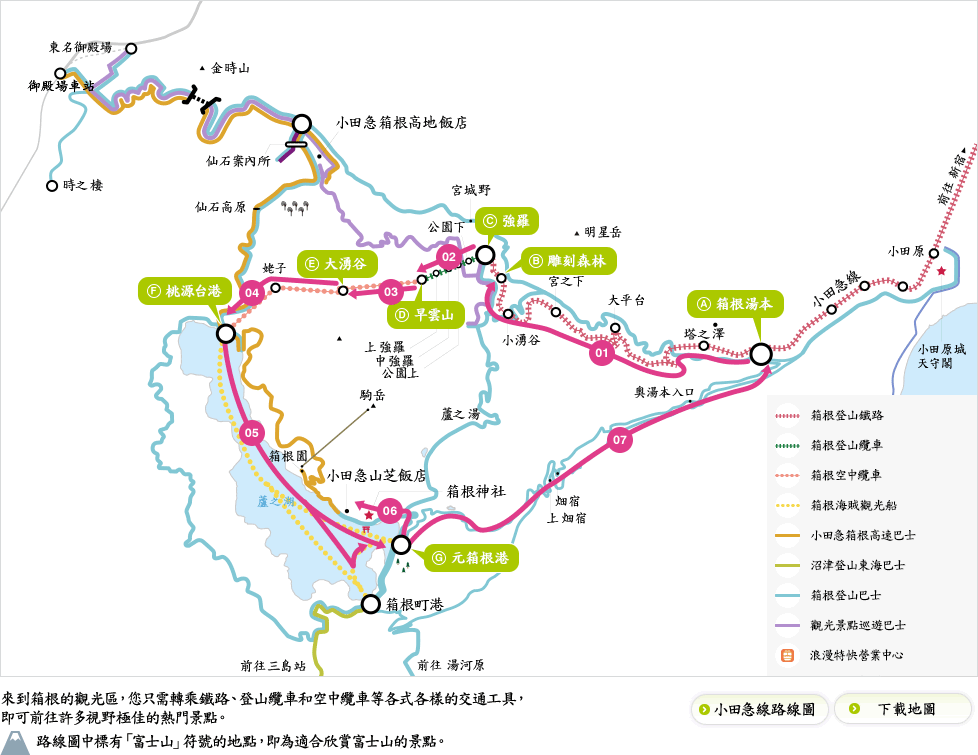 東名御殿場
御殿場車站
金時山
小田急箱根高地飯店
仙石案內所
時之棲
仙石高原
宮城野
公園下
Ⓒ 強羅
明星岳
前往 新宿
小田原
Ⓔ 大湧谷
02
Ⓑ 雕刻森林
姥子
宮之下
Ⓕ 桃源台港
04
03
Ⓓ 早雲山
大平台
Ⓐ 箱根湯本
小田急線
塔之澤
小湧谷
上 強羅
中強羅
公園上
01
小田原城
天守閣
駒岳
奧湯本入口
蘆之湯
05
07
箱根園
小田急山芝飯店
蘆之湖
箱根神社
06
畑宿
上 畑宿
Ⓖ 元箱根港
箱根町港
前往三島站
前往 湯河原
箱根登山鐵路
箱根登山纜車
箱根空中纜車
箱根海賊觀光船
小田急箱根高速巴士
沼津登山東海巴士
箱根登山巴士
觀光景點巡遊巴士
浪漫特快營業中心
來到箱根的觀光區，您只需轉乘鐵路、登山纜車和空中纜車等各式各樣的交通工具，
即可前往許多視野極佳的熱門景點。
路線圖中標有「富士山」符號的地點，即為適合欣賞富士山的景點。
小田急線路線圖
下載地圖